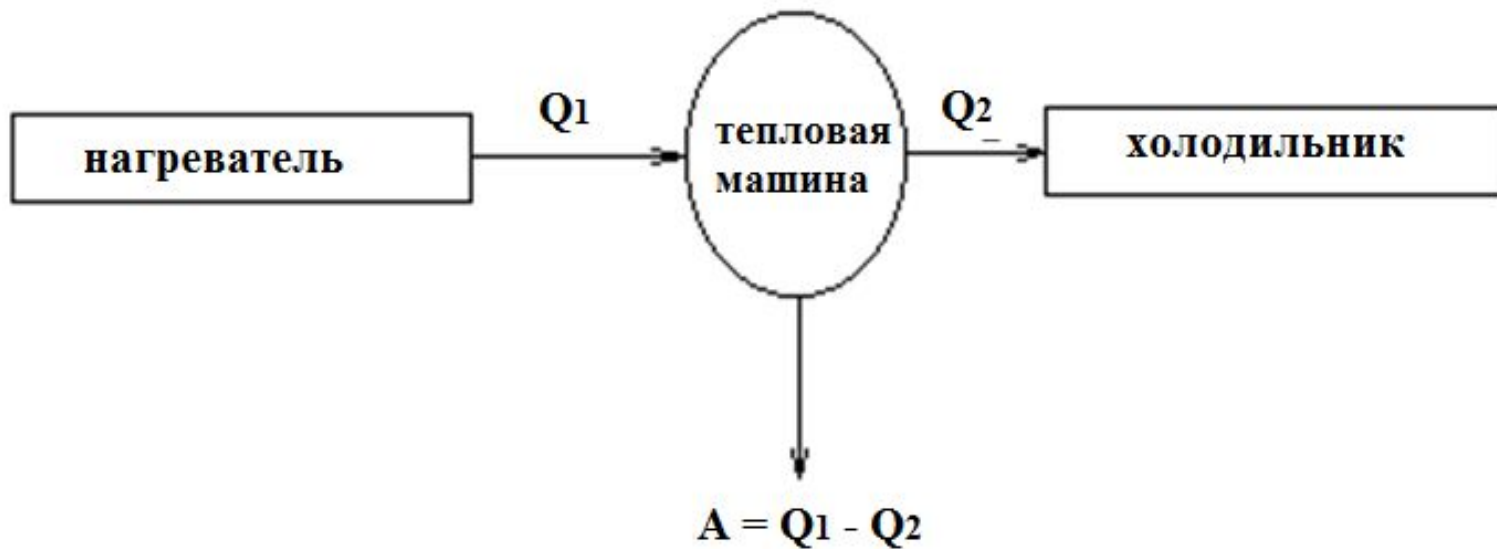 нагреватель
Q1
тепловая
машина
Q2
холодильник
A = Q1 - Q2